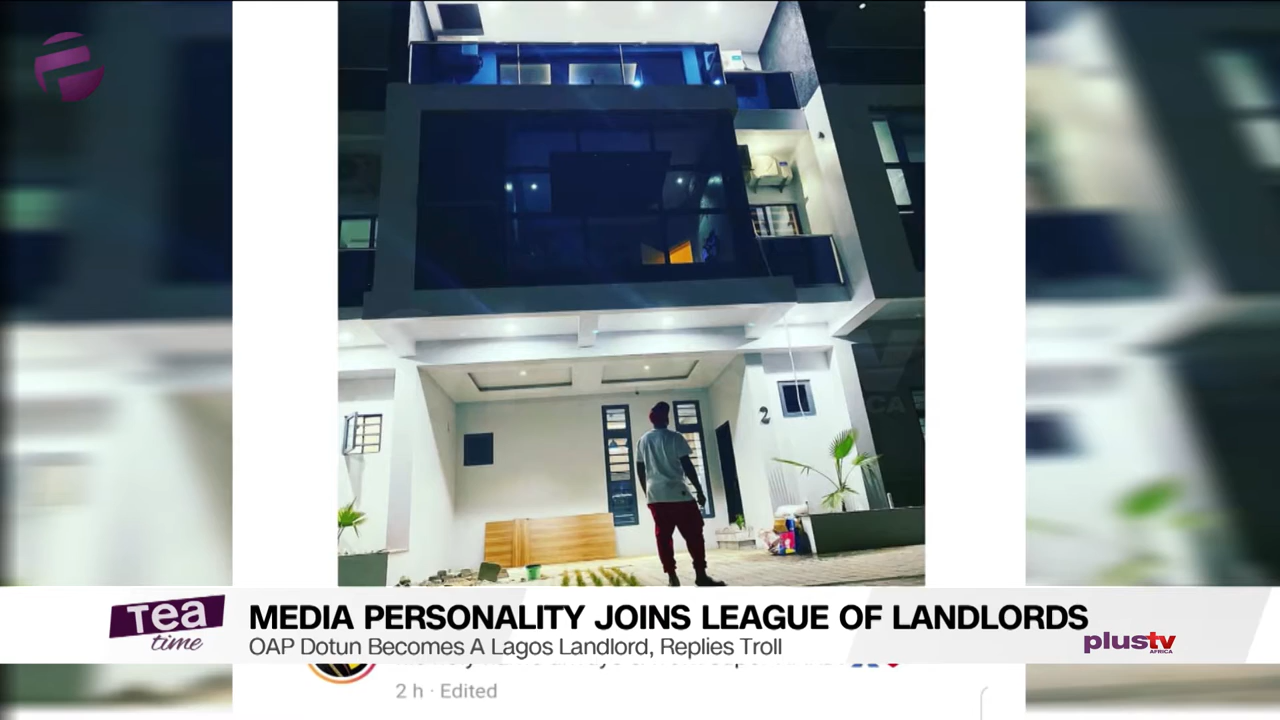 2
CA
Tea
time
MEDIA PERSONALITY JOINS LEAGUE OF LANDLORDS
OAP Dotun Becomes A Lagos Landlord, Replies Troll
plustv
AFRICA
2 h · Edited